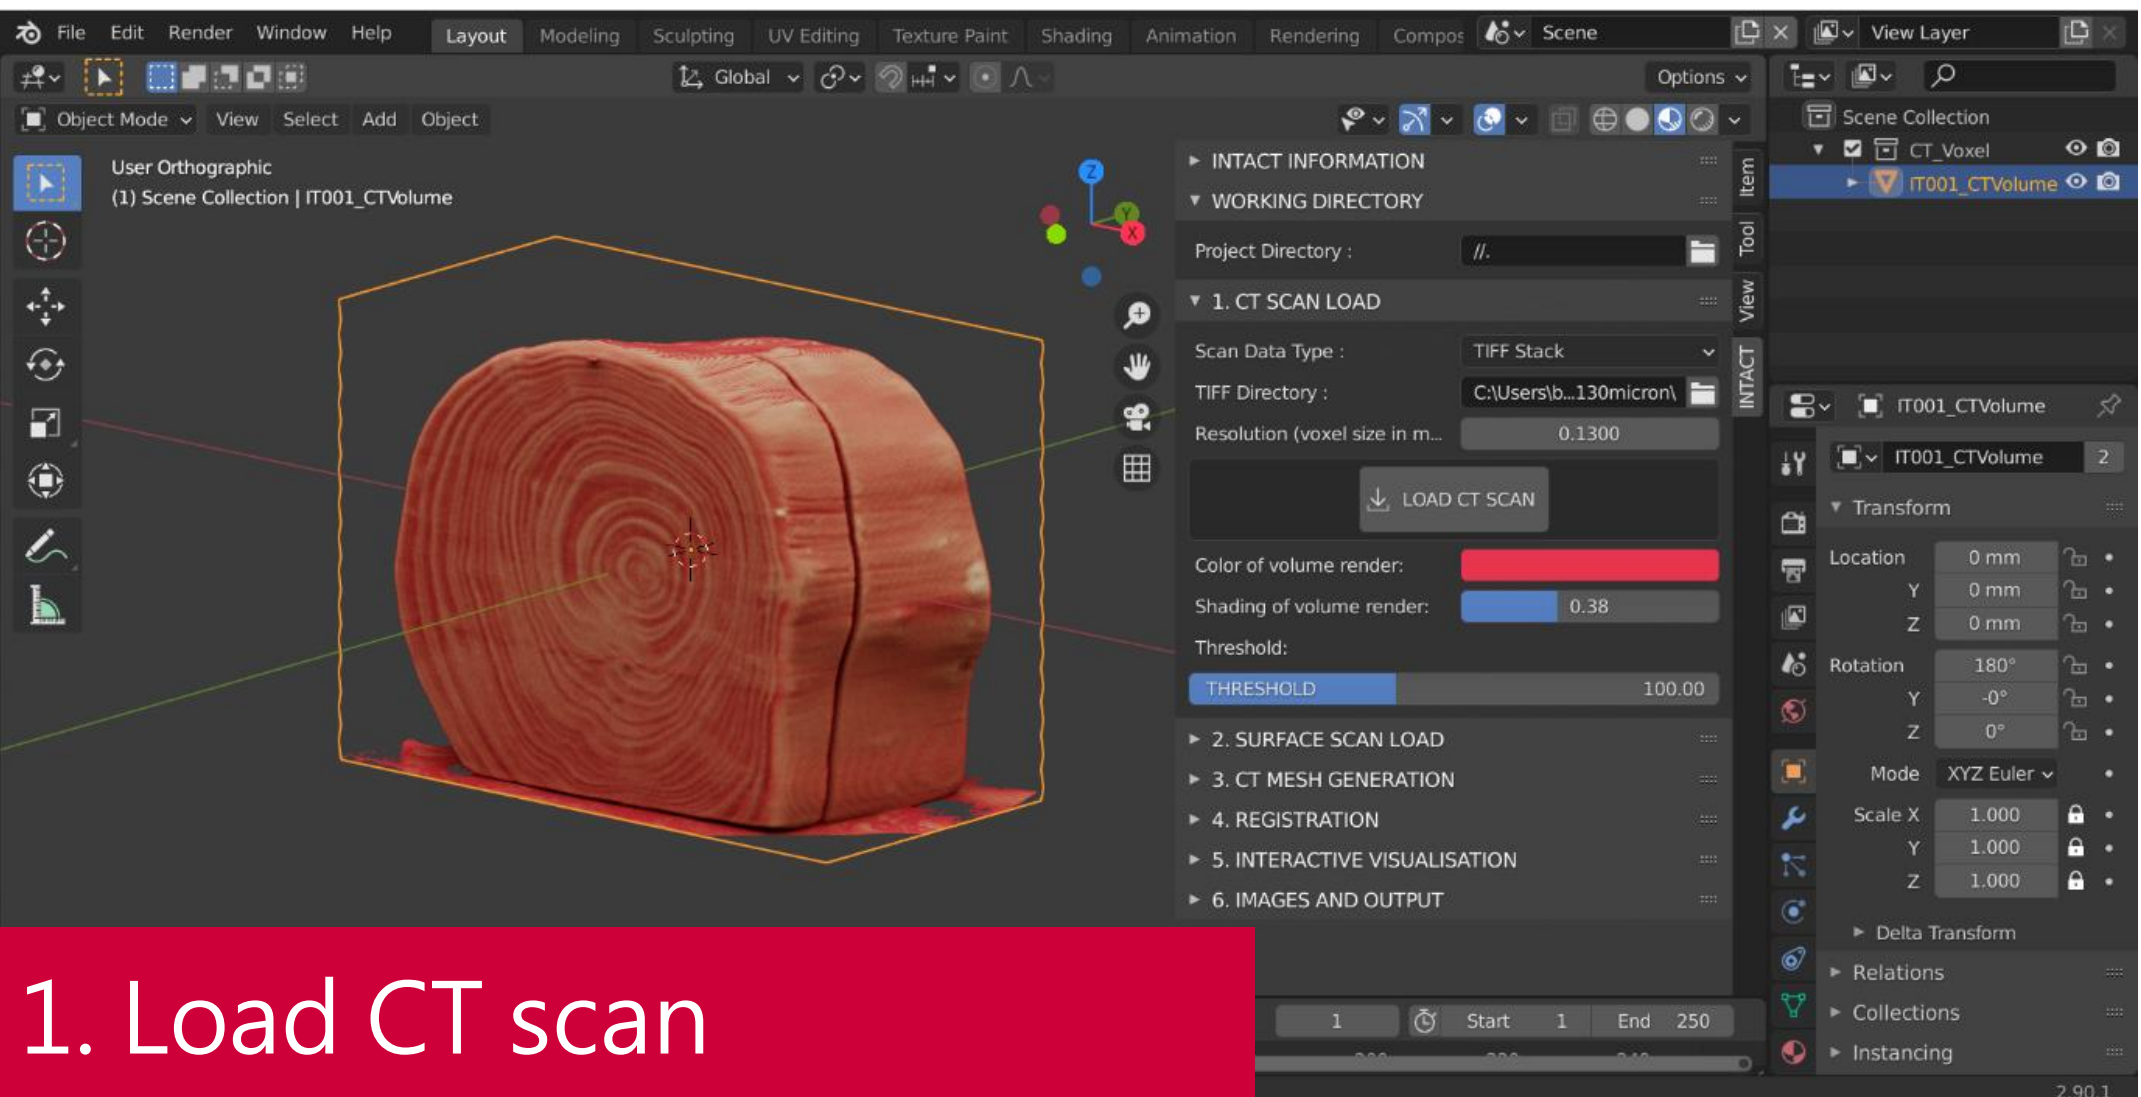 File Edit Render Window Help Layout Modeling Sculpting UV Editing Texture Paint Shading Animation Rendering Compos Scene View Layer
Global Options
Object Mode View Select Add Object
User Orthographic
(1) Scene Collection | IT001_CTVolume
Z
Y
X
INTACT INFORMATION
WORKING DIRECTORY
Project Directory : //.
1. CT SCAN LOAD
Scan Data Type : TIFF Stack
TIFF Directory : C:\Users\b...130micron\
Resolution (voxel size in m... 0.1300
LOAD CT SCAN
Color of volume render:
Shading of volume render: 0.38
Threshold:
THRESHOLD 100.00
2. SURFACE SCAN LOAD
3. CT MESH GENERATION
4. REGISTRATION
5. INTERACTIVE VISUALISATION
6. IMAGES AND OUTPUT
Item
Tool
View
INTACT
Scene Collection
CT_Voxel
IT001_CTVolume
IT001_CTVolume
IT001_CTVolume 2
Transform
Location 0 mm
Y 0 mm
Z 0 mm
Rotation 180°
Y -0°
Z 0°
Mode XYZ Euler
Scale X 1.000
Y 1.000
Z 1.000
Delta Transform
Relations
Collections
Instancing
1 Start 1 End 250
2.90.1
1. Load CT scan